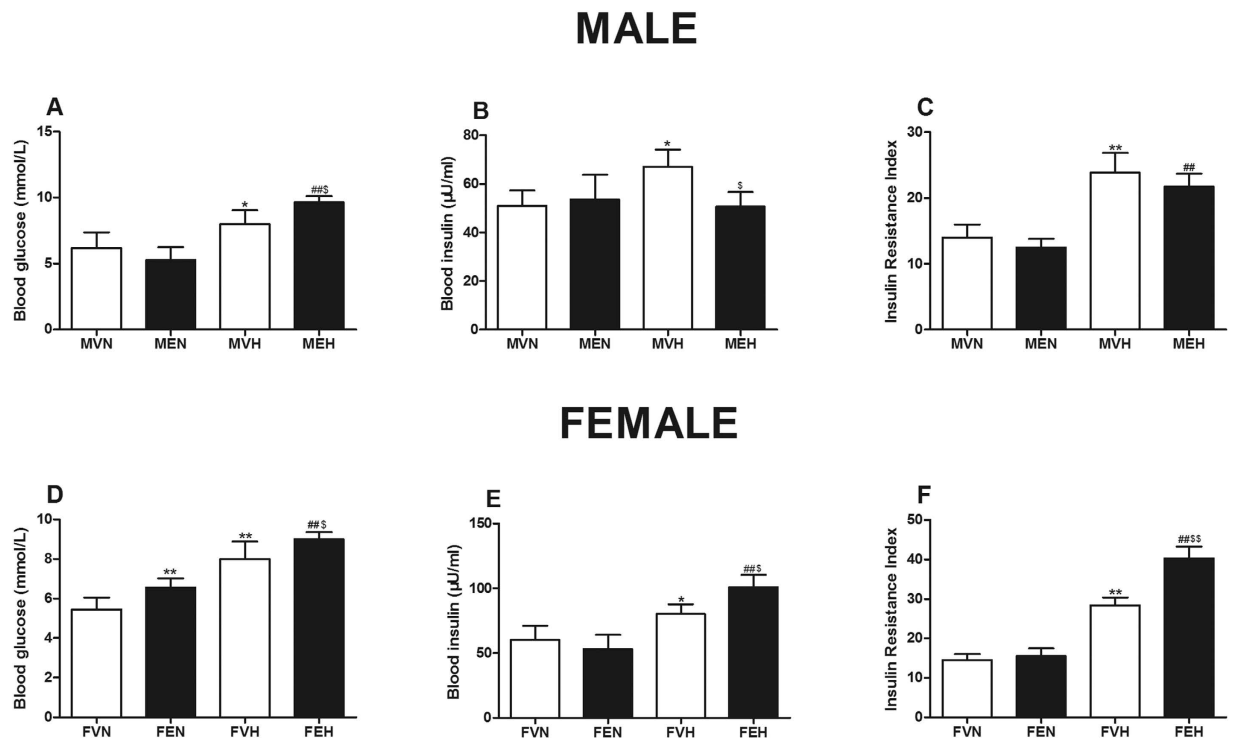 MALE
A
Blood glucose (mmol/L)
15
10
5
0
*
##$
MVN MEN MVH MEH
B
Blood insulin (μU/ml)
80
60
40
20
0
*
$
MVN MEN MVH MEH
C
Insulin Resistance Index
30
20
10
0
**
##
MVN MEN MVH MEH
FEMALE
D
Blood glucose (mmol/L)
10
8
6
4
2
0
**
**
##$
FVN FEN FVH FEH
E
Blood insulin (μU/ml)
150
100
50
0
*
##$
FVN FEN FVH FEH
F
Insulin Resistance Index
50
40
30
20
10
0
**
##$$
FVN FEN FVH FEH